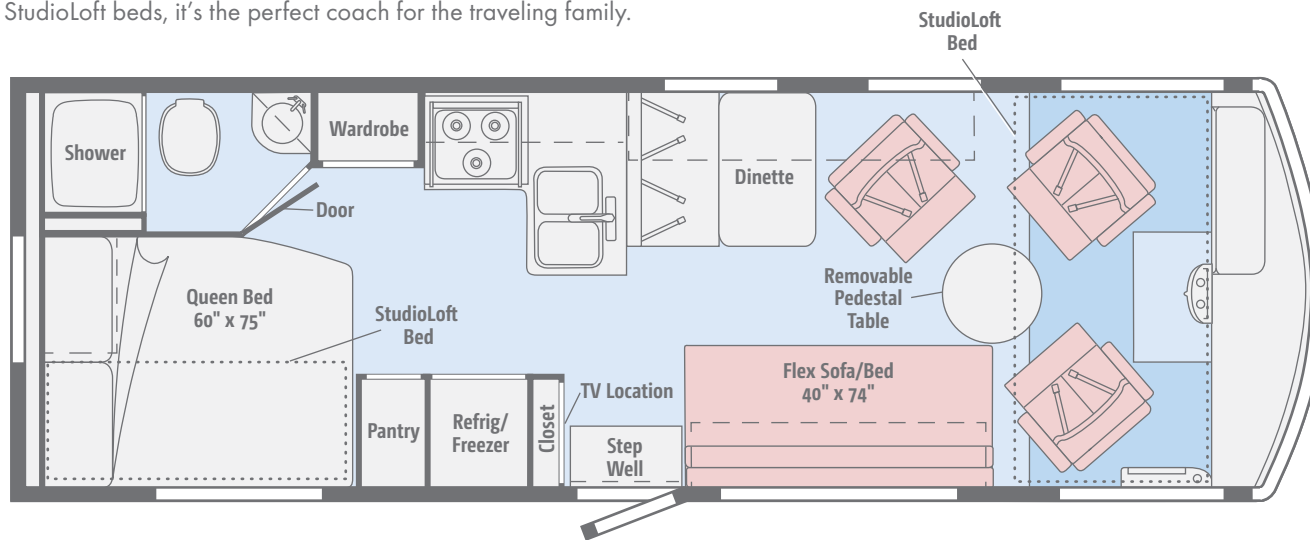 StudioLoft beds, it's the perfect coach for the traveling family.
StudioLoft
Bed
Shower
Wardrobe
Door
Dinette
Removable
Pedestal
Table
Queen Bed
60" x 75"
StudioLoft
Bed
Flex Sofa/Bed
40" x 74"
TV Location
Pantry
Refrig/
Freezer
Closet
Step
Well